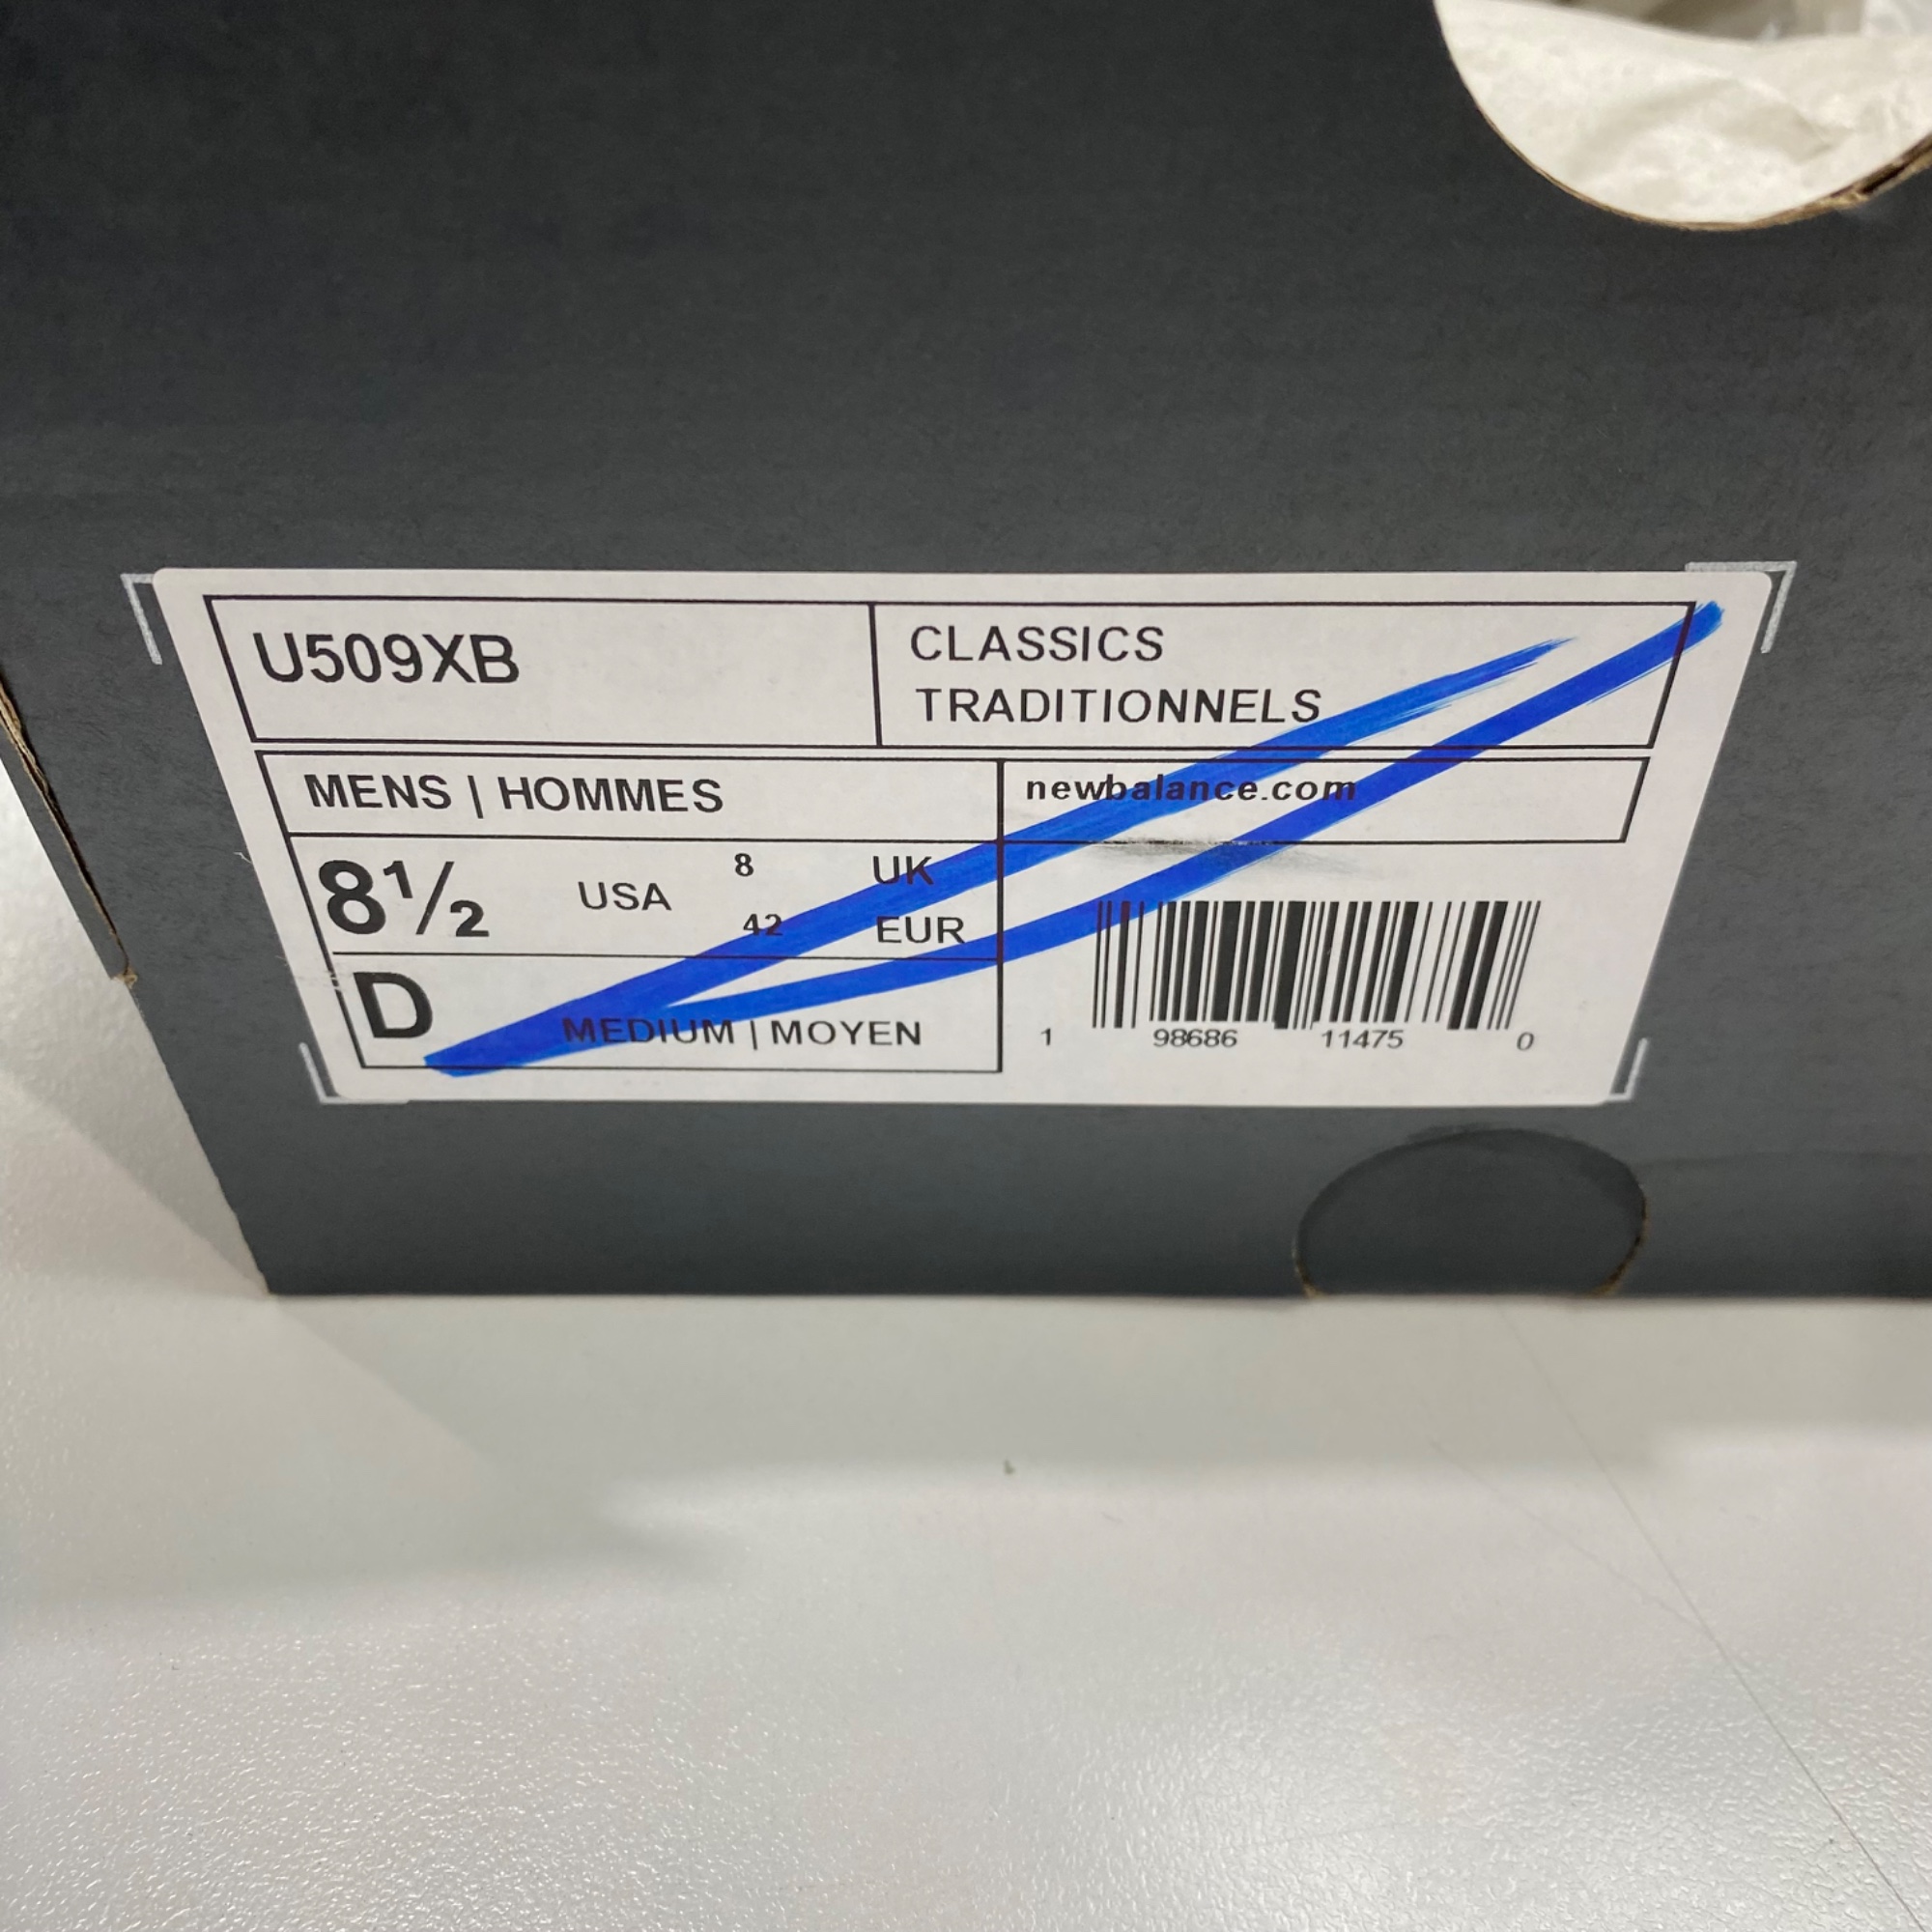 U509XB
CLASSICS
TRADITIONNELS
MENS | HOMMES
newbalance.com
8½ USA 8 UK
42 EUR
D MEDIUM | MOYEN
1 98686 11475 0